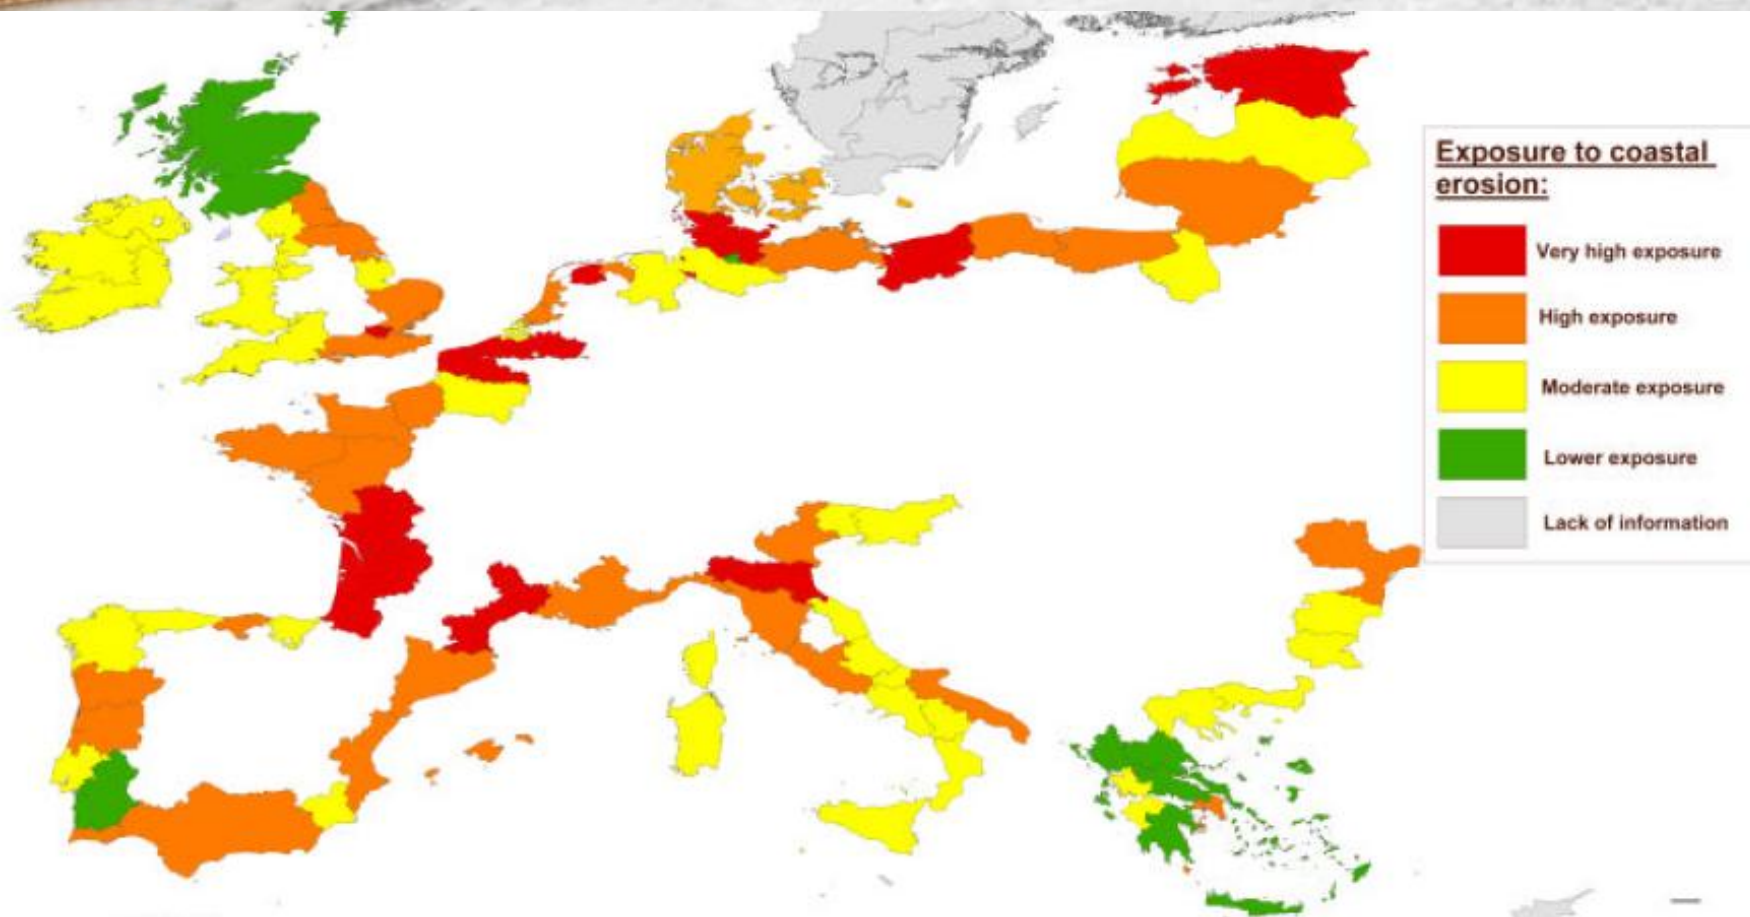 Exposure to coastal
erosion:
Very high exposure
High exposure
Moderate exposure
Lower exposure
Lack of information